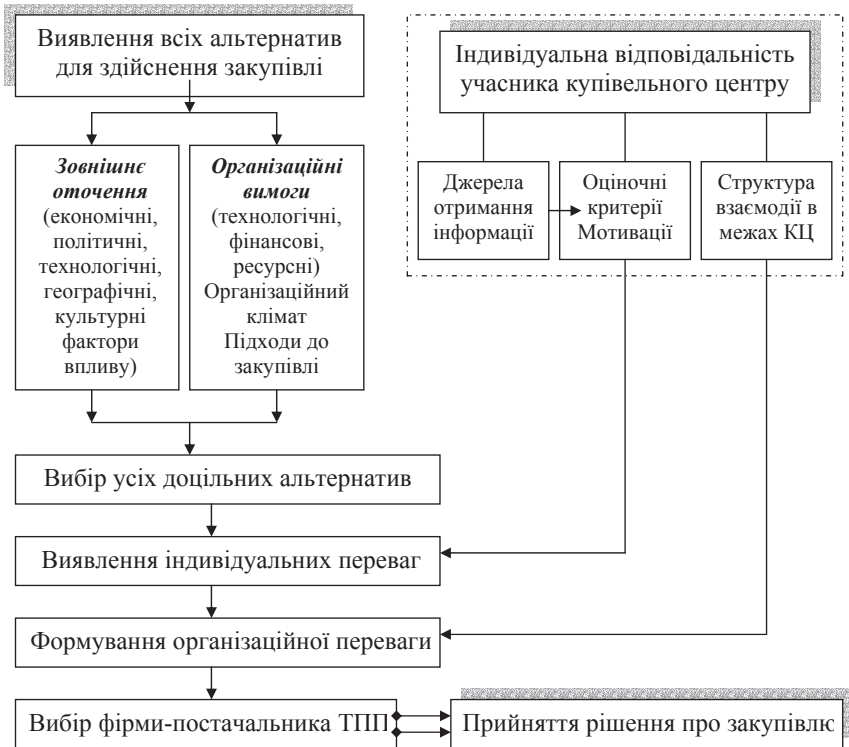 Виявлення всіх альтернатив
для здійснення закупівлі
Індивідуальна відповідальність
учасника купівельного центру
Зовнішнє
оточення
(економічні,
політичні,
технологічні,
географічні,
культурні
фактори
впливу)
Організаційні
вимоги
(технологічні,
фінансові,
ресурсні)
Організаційний
клімат
Підходи до
закупівлі
Джерела
отримання
інформації
Оціночні
критерії
Мотивації
Структура
взаємодії в
межах КЦ
Вибір усіх доцільних альтернатив
Виявлення індивідуальних переваг
Формування організаційної переваги
Вибір фірми-постачальника ТПП
Прийняття рішення про закупівлю